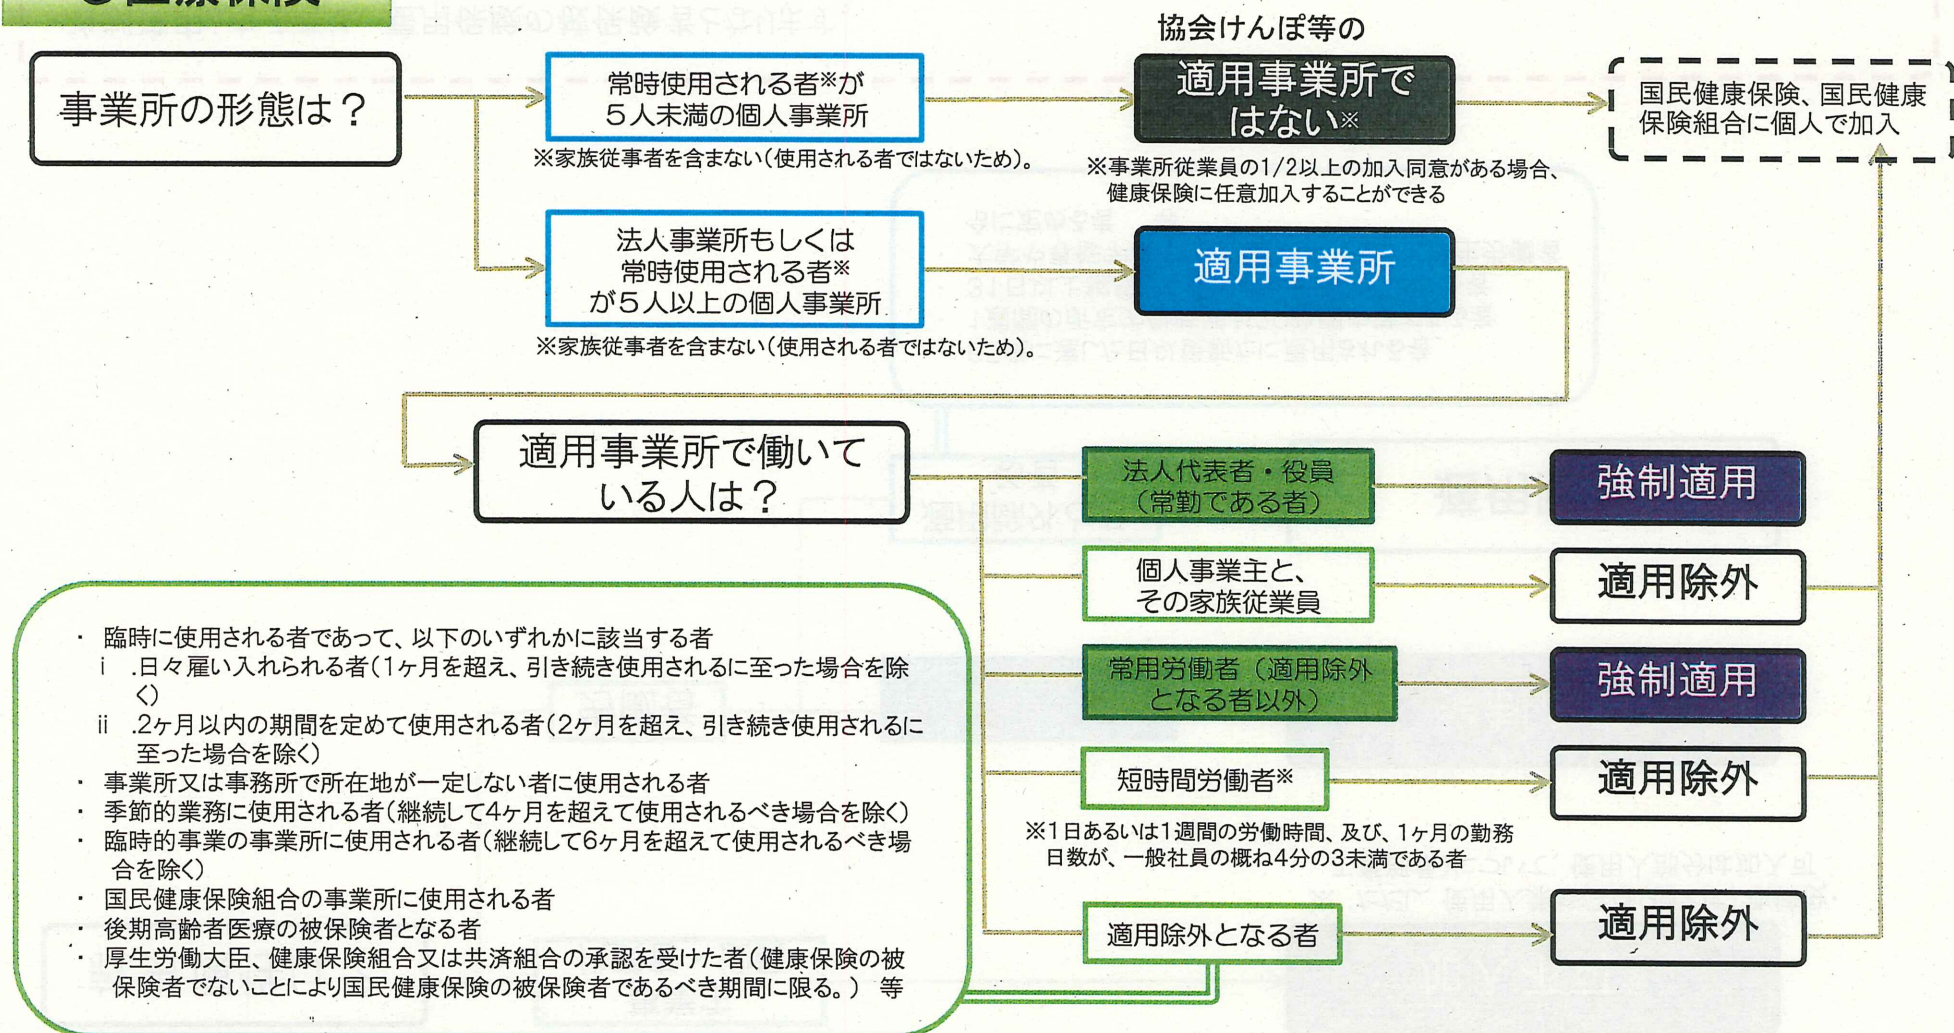 医療保険
協会けんぽ等の
事業所の形態は?
常時使用される者※が
5人未満の個人事業所
※家族従事者を含まない(使用される者ではないため)。
適用事業所で
はない※
※事業所従業員の1/2以上の加入同意がある場合、
健康保険に任意加入することができる
国民健康保険、国民健康
保険組合に個人で加入
法人事業所もしくは
常時使用される者※
が5人以上の個人事業所
※家族従事者を含まない(使用される者ではないため)。
適用事業所
適用事業所で働いて
いる人は?
法人代表者・役員
(常勤である者)
強制適用
個人事業主と、
その家族従業員
適用除外
常用労働者(適用除外
となる者以外)
強制適用
短時間労働者※
適用除外
※1日あるいは1週間の労働時間、及び、1ヶ月の勤務
日数が、一般社員の概ね4分の3未満である者
適用除外となる者
適用除外
・ 臨時に使用される者であって、以下のいずれかに該当する者
ⅰ .日々雇い入れられる者(1ヶ月を超え、引き続き使用されるに至った場合を除
く)
ⅱ .2ヶ月以内の期間を定めて使用される者(2ヶ月を超え、引き続き使用されるに
至った場合を除く)
・ 事業所又は事務所で所在地が一定しない者に使用される者
・ 季節的業務に使用される者(継続して4ヶ月を超えて使用されるべき場合を除く)
・ 臨時的事業の事業所に使用される者(継続して6ヶ月を超えて使用されるべき場
合を除く)
・ 国民健康保険組合の事業所に使用される者
・ 後期高齢者医療の被保険者となる者
・ 厚生労働大臣、健康保険組合又は共済組合の承認を受けた者(健康保険の被
保険者でないことにより国民健康保険の被保険者であるべき期間に限る。) 等